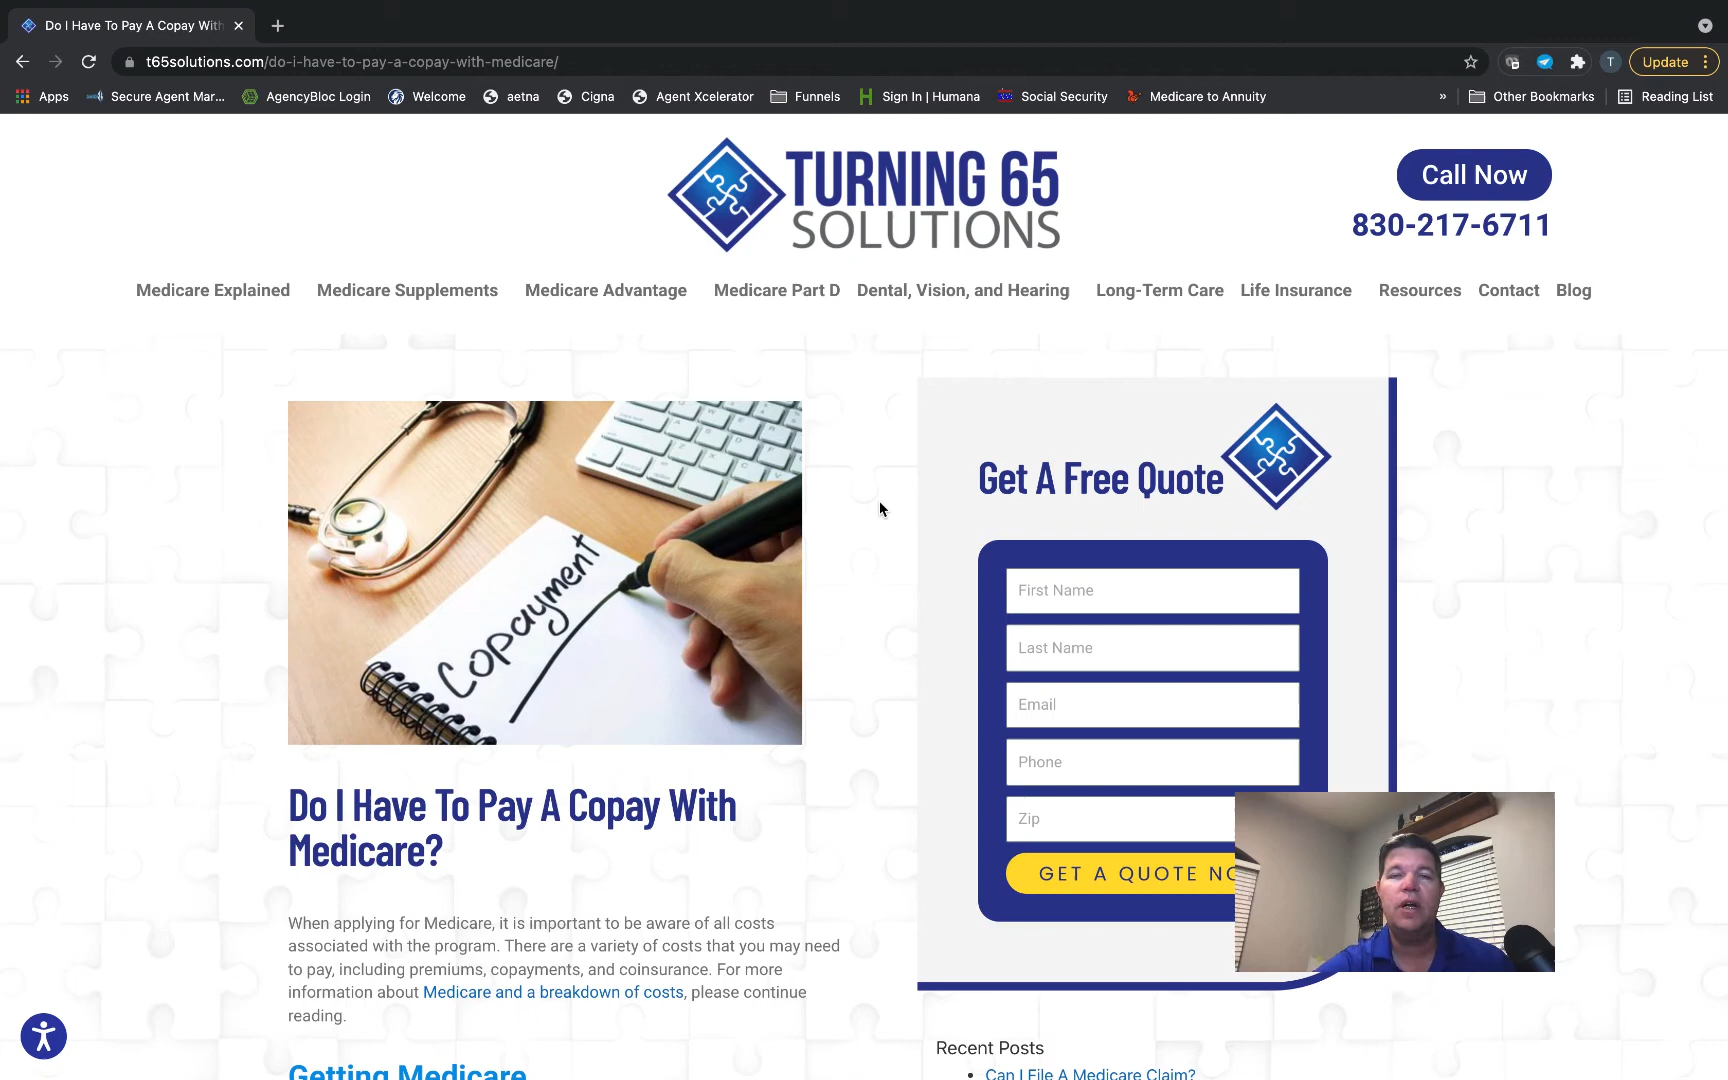 Do I Have To Pay A Copay With
t65solutions.com/do-i-have-to-pay-a-copay-with-medicare/
T
Update
Apps
Secure Agent Mar...
AgencyBloc Login
Welcome
aetna
Cigna
Agent Xcelerator
Funnels
Sign In | Humana
Social Security
Medicare to Annuity
»
Other Bookmarks
Reading List
TURNING 65
SOLUTIONS
Call Now
830-217-6711
Medicare Explained
Medicare Supplements
Medicare Advantage
Medicare Part D
Dental, Vision, and Hearing
Long-Term Care
Life Insurance
Resources
Contact
Blog
Copayment
Do I Have To Pay A Copay With
Medicare?
When applying for Medicare, it is important to be aware of all costs
associated with the program. There are a variety of costs that you may need
to pay, including premiums, copayments, and coinsurance. For more
information about Medicare and a breakdown of costs, please continue
reading.
Getting Medicare
Get A Free Quote
First Name
Last Name
Email
Phone
Zip
GET A QUOTE NO
Recent Posts
• Can I File A Medicare Claim?